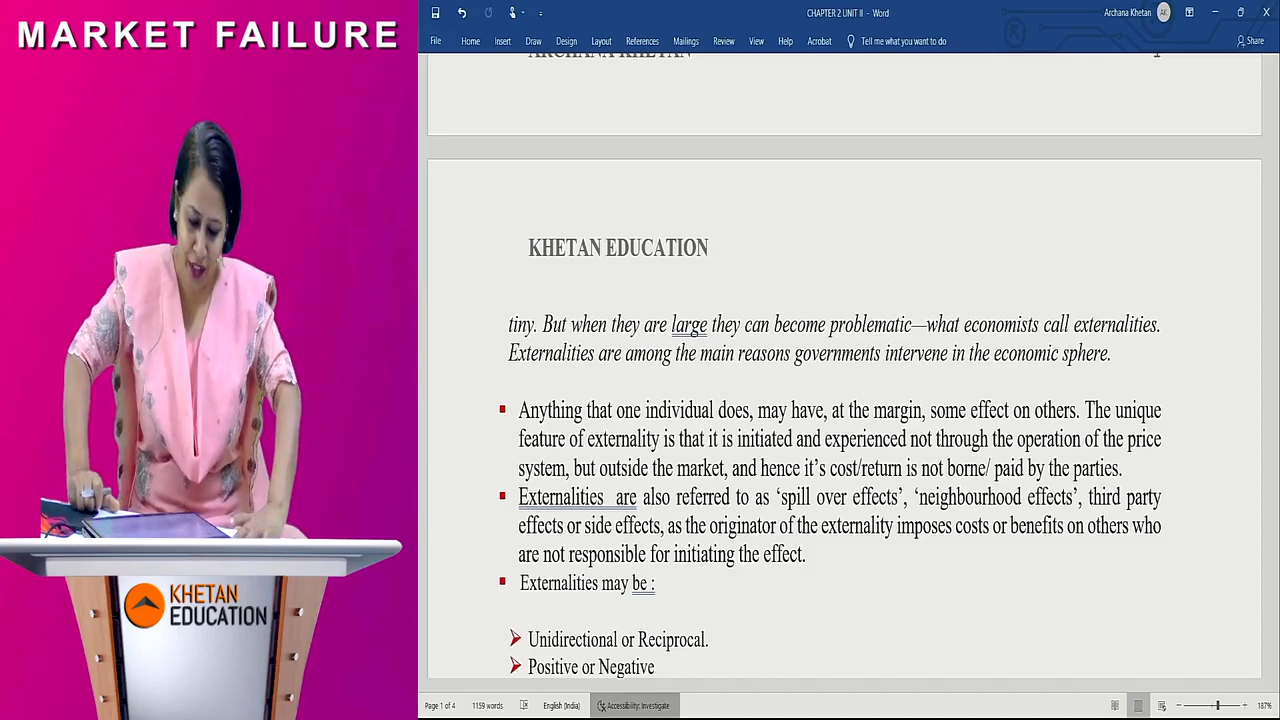 MARKET FAILURE
CHAPTER 2 UNIT II - Word
Archana Khetan
AK
File Home Insert Draw Design Layout References Mailings Review View Help Acrobat Tell me what you want to do
Share
ARCHANA KHETAN
1
KHETAN EDUCATION
tiny. But when they are large they can become problematic—what economists call externalities.
Externalities are among the main reasons governments intervene in the economic sphere.
▪ Anything that one individual does, may have, at the margin, some effect on others. The unique
feature of externality is that it is initiated and experienced not through the operation of the price
system, but outside the market, and hence it's cost/return is not borne/ paid by the parties.
▪ Externalities are also referred to as ‘spill over effects’, ‘neighbourhood effects’, third party
effects or side effects, as the originator of the externality imposes costs or benefits on others who
are not responsible for initiating the effect.
▪ Externalities may be :
➢ Unidirectional or Reciprocal.
➢ Positive or Negative
KHETAN
EDUCATION
Page 1 of 4 1159 words English (India) Accessibility: Investigate
187%